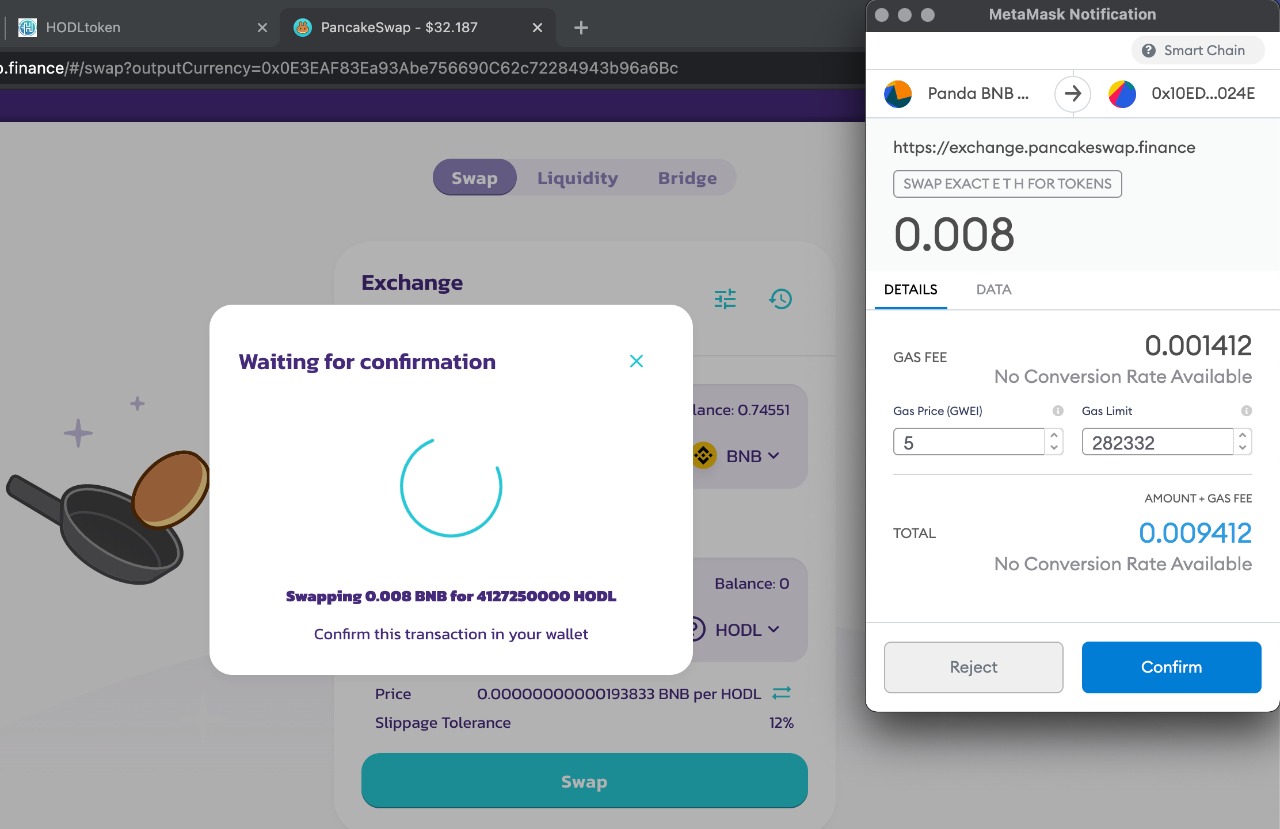 HODLtoken
PancakeSwap - $32.187
.finance/#/swap?outputCurrency=0x0E3EAF83Ea93Abe756690C62c72284943b96a6Bc
Swap
Liquidity
Bridge
Exchange
Waiting for confirmation
lance: 0.74551
BNB
Swapping 0.008 BNB for 4127250000 HODL
Confirm this transaction in your wallet
Balance: 0
HODL
Price
0.00000000000193833 BNB per HODL
Slippage Tolerance
12%
Swap
MetaMask Notification
Smart Chain
Panda BNB ...
0x10ED...024E
https://exchange.pancakeswap.finance
SWAP EXACT E T H FOR TOKENS
0.008
DETAILS
DATA
GAS FEE
0.001412
No Conversion Rate Available
Gas Price (GWEI)
Gas Limit
5
282332
AMOUNT + GAS FEE
TOTAL
0.009412
No Conversion Rate Available
Reject
Confirm